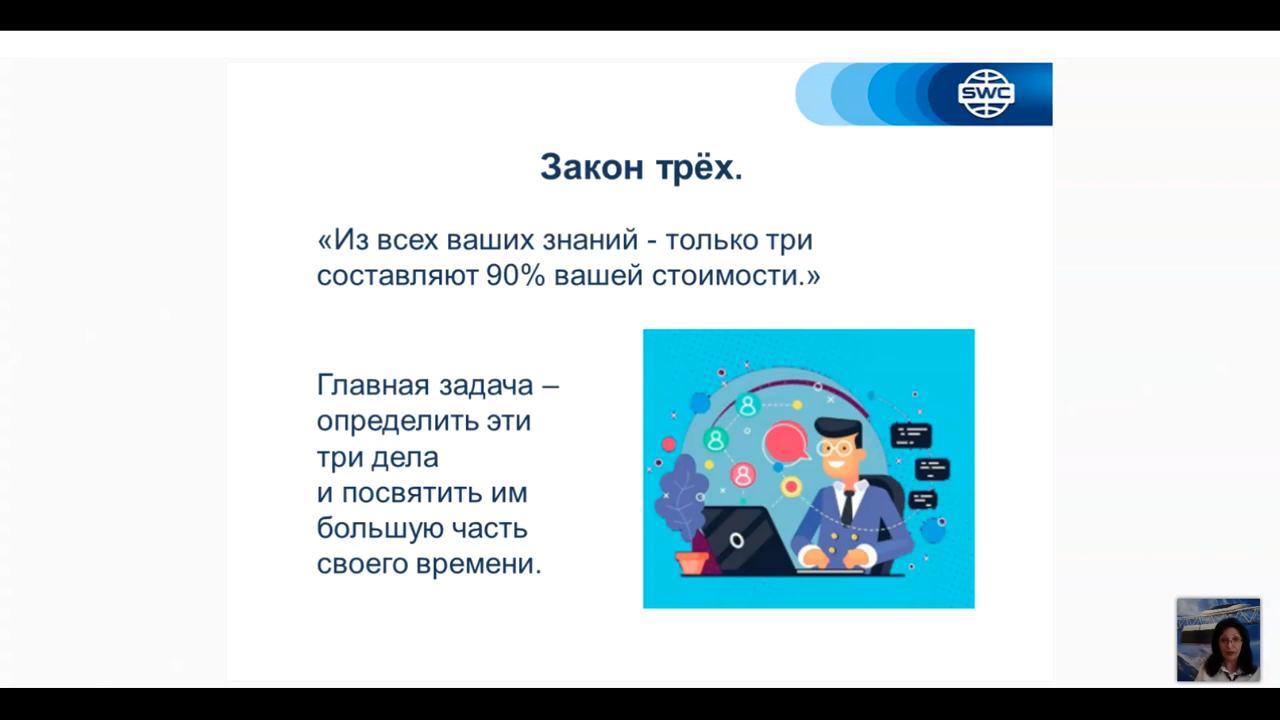 SWC
Закон трёх.
«Из всех ваших знаний - только три
составляют 90% вашей стоимости.»
Главная задача –
определить эти
три дела
и посвятить им
большую часть
своего времени.